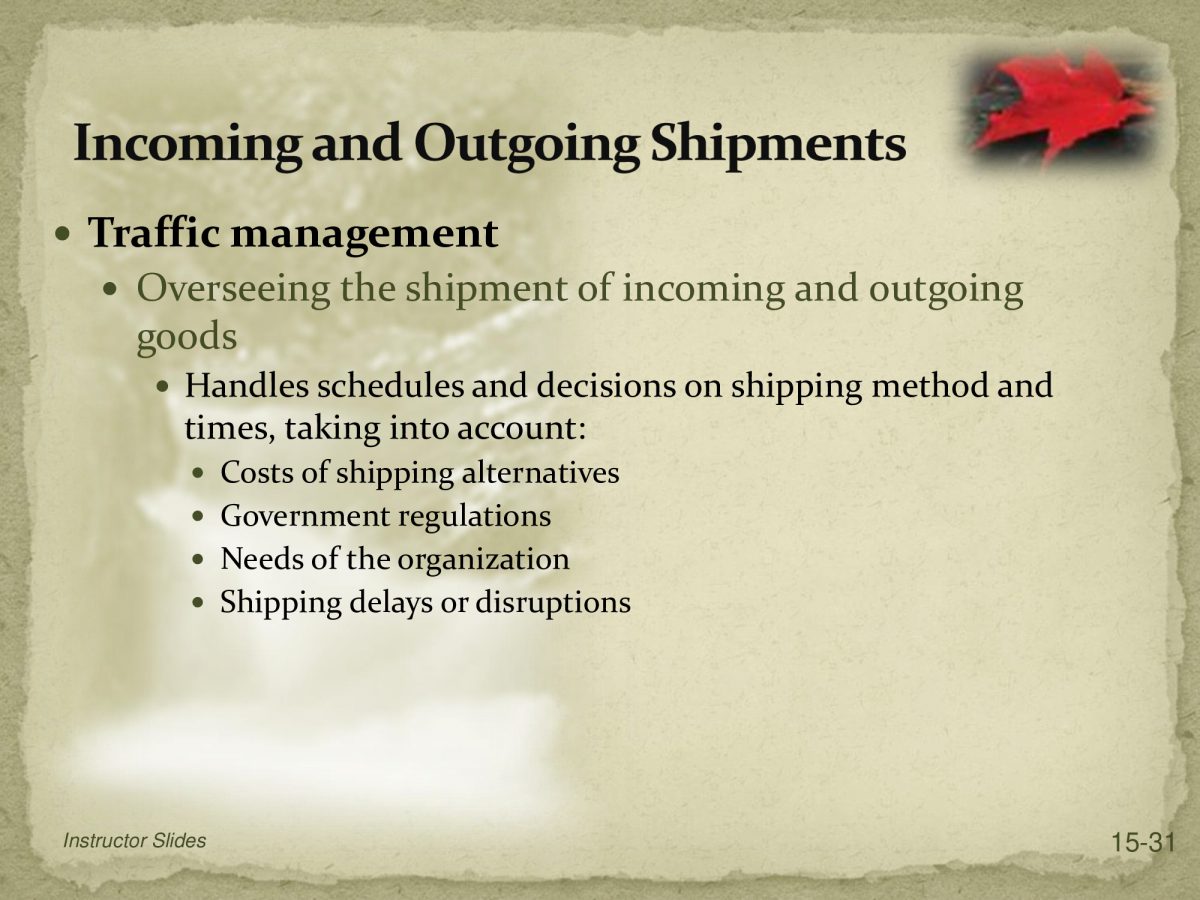 Incoming and Outgoing Shipments
• Traffic management
• Overseeing the shipment of incoming and outgoing
goods
• Handles schedules and decisions on shipping method and
times, taking into account:
• Costs of shipping alternatives
• Government regulations
• Needs of the organization
• Shipping delays or disruptions
Instructor Slides
15-31